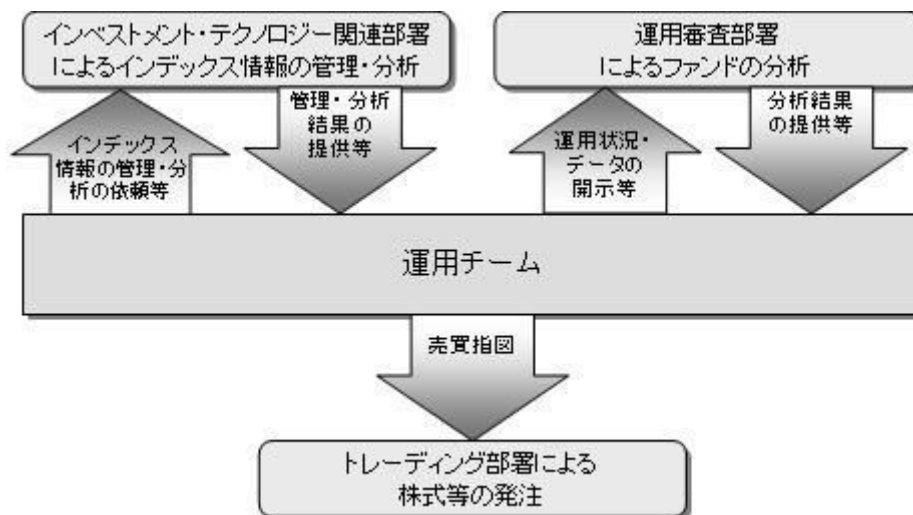 インベストメント・テクノロジー関連部署
によるインデックス情報の管理・分析
運用審査部署
によるファンドの分析
インデックス
情報の管理・分
析の依頼等
管理・分析
結果の
提供等
運用状況・
データの
開示等
分析結果
の提供等
運用チーム
売買指図
トレーディング部署による
株式等の発注